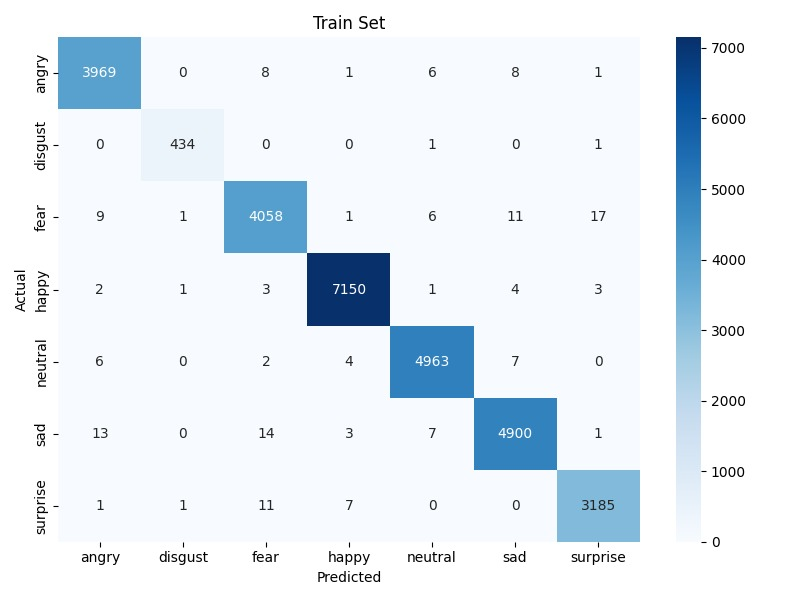 Train Set
angry 3969 0 8 1 6 8 1
disgust 0 434 0 0 1 0 1
fear 9 1 4058 1 6 11 17
happy 2 1 3 7150 1 4 3
neutral 6 0 2 4 4963 7 0
sad 13 0 14 3 7 4900 1
surprise 1 1 11 7 0 0 3185
angry disgust fear happy neutral sad surprise
Predicted
Actual
7000
6000
5000
4000
3000
2000
1000
0